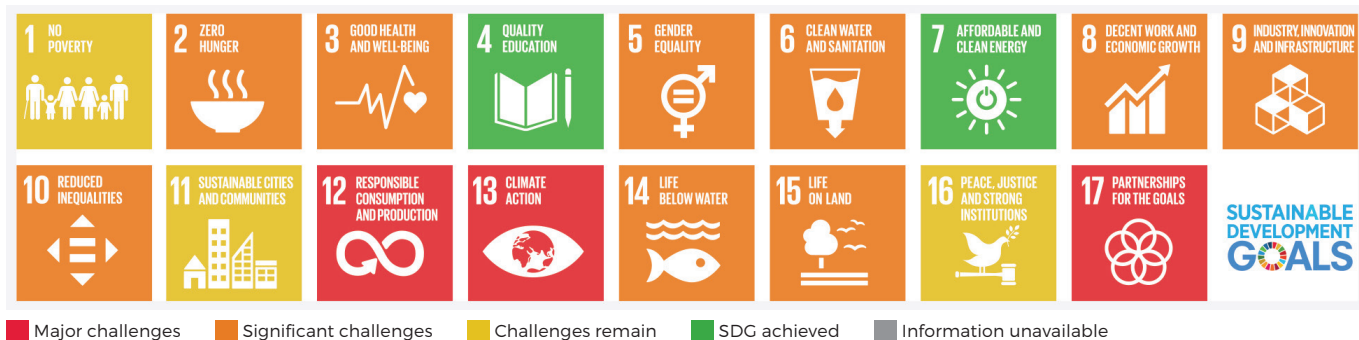 1 NO
POVERTY
2 ZERO
HUNGER
3 GOOD HEALTH
AND WELL-BEING
4 QUALITY
EDUCATION
5 GENDER
EQUALITY
6 CLEAN WATER
AND SANITATION
7 AFFORDABLE AND
CLEAN ENERGY
8 DECENT WORK AND
ECONOMIC GROWTH
9 INDUSTRY, INNOVATION
AND INFRASTRUCTURE
10 REDUCED
INEQUALITIES
11 SUSTAINABLE CITIES
AND COMMUNITIES
12 RESPONSIBLE
CONSUMPTION
AND PRODUCTION
13 CLIMATE
ACTION
14 LIFE
BELOW WATER
15 LIFE
ON LAND
16 PEACE, JUSTICE
AND STRONG
INSTITUTIONS
17 PARTNERSHIPS
FOR THE GOALS
SUSTAINABLE
DEVELOPMENT
GOALS
Major challenges
Significant challenges
Challenges remain
SDG achieved
Information unavailable